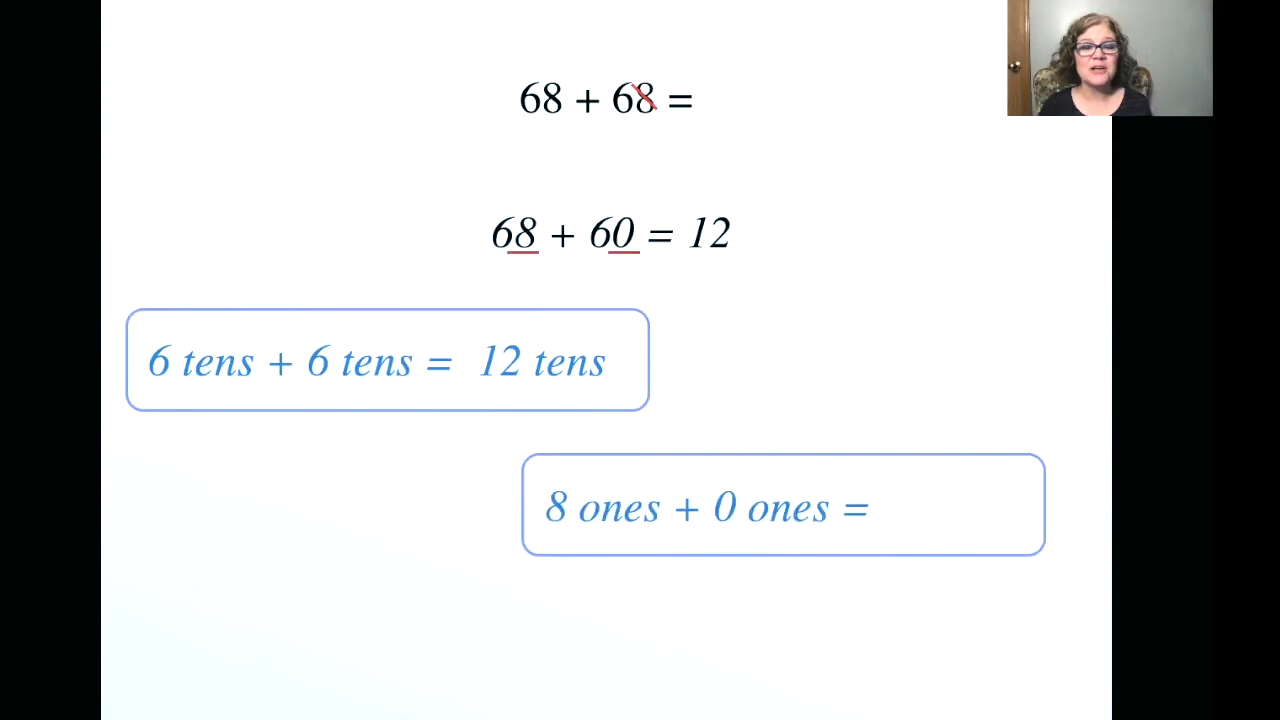 68 + 68 =
68 + 60 = 12
6 tens + 6 tens = 12 tens
8 ones + 0 ones =